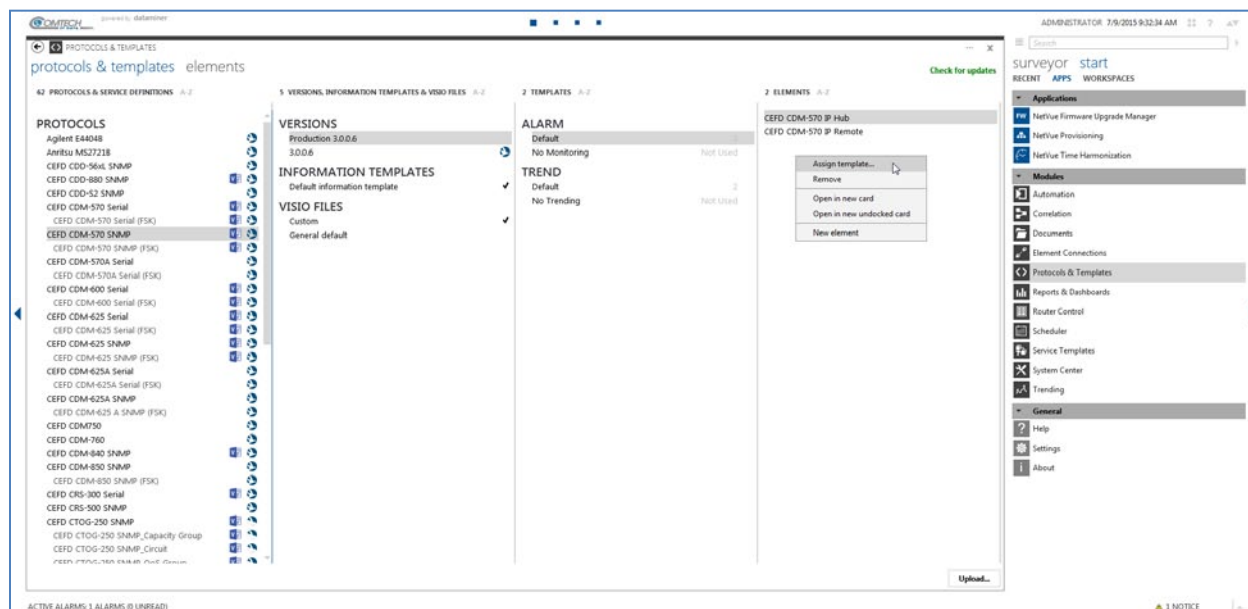 COMTECH
EF DATA
powered by dataminer
ADMINISTRATOR 7/9/2015 9:32:34 AM
?
PROTOCOLS & TEMPLATES
X
protocols & templates elements
Check for updates
62 PROTOCOLS & SERVICE DEFINITIONS A-Z
PROTOCOLS
Agilent E4404B
Anritsu MS2721B
CEFD CDD-56xL SNMP
CEFD CDD-880 SNMP
CEFD CDD-52 SNMP
CEFD CDM-570 Serial
CEFD CDM-570 Serial (FSK)
CEFD CDM-570 SNMP
CEFD CDM-570 SNMP (FSK)
CEFD CDM-570A Serial
CEFD CDM-570A Serial (FSK)
CEFD CDM-600 Serial
CEFD CDM-600 Serial (FSK)
CEFD CDM-625 Serial
CEFD CDM-625 Serial (FSK)
CEFD CDM-625 SNMP
CEFD CDM-625 SNMP (FSK)
CEFD CDM-625A Serial
CEFD CDM-625A Serial (FSK)
CEFD CDM-625A SNMP
CEFD CDM-625 A SNMP (FSK)
CEFD CDM750
CEFD CDM-760
CEFD CDM-840 SNMP
CEFD CDM-850 SNMP
CEFD CDM-850 SNMP (FSK)
CEFD CRS-300 Serial
CEFD CRS-500 SNMP
CEFD CTOG-250 SNMP
CEFD CTOG-250 SNMP_Capacity Group
CEFD CTOG-250 SNMP_Circuit
CEFD CTOG-250 SNMP_QoS Group
5 VERSIONS, INFORMATION TEMPLATES & VISIO FILES A-Z
VERSIONS
Production 3.0.0.6
3.0.0.6
INFORMATION TEMPLATES
Default information template
VISIO FILES
Custom
General default
2 TEMPLATES A-Z
ALARM
Default
No Monitoring Not Used
TREND
Default 2
No Trending Not Used
2 ELEMENTS A-Z
CEFD CDM-570 IP Hub
CEFD CDM-570 IP Remote
Assign template...
Remove
Open in new card
Open in new undocked card
New element
Upload...
Search
surveyor start
RECENT APPS WORKSPACES
Applications
FW NetVue Firmware Upgrade Manager
NetVue Provisioning
NetVue Time Harmonization
Modules
Automation
Correlation
Documents
Element Connections
Protocols & Templates
Reports & Dashboards
Router Control
Scheduler
Service Templates
System Center
Trending
General
? Help
Settings
i About
ACTIVE ALARMS: 1 ALARMS (0 UNREAD)
1 NOTICE